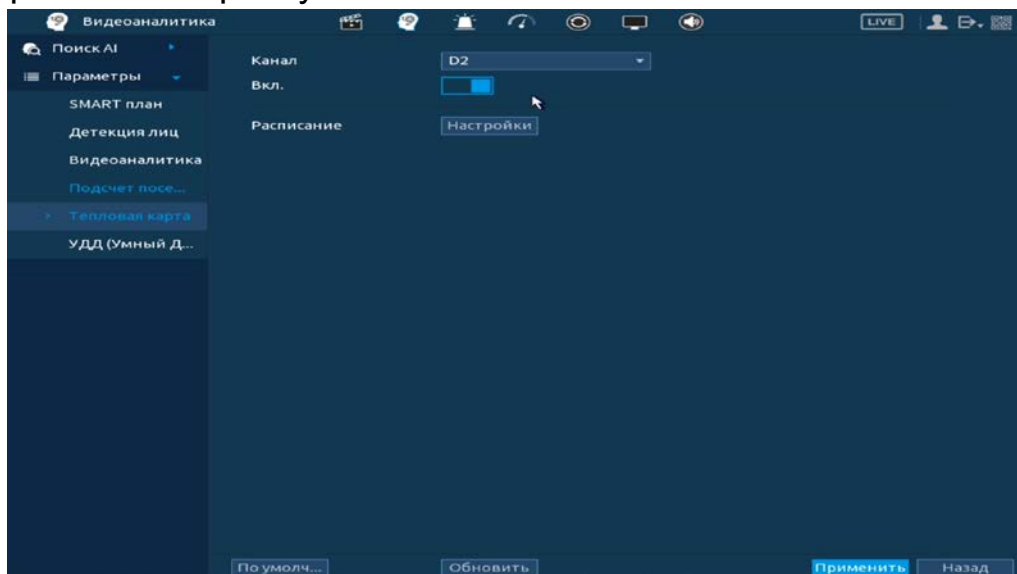 Видеоаналитика
LIVE
Поиск AI
Параметры
SMART план
Детекция лиц
Видеоаналитика
Подсчет посе...
Тепловая карта
УДД (Умный Д...
Канал
D2
Вкл.
Расписание
Настройки
По умолч...
Обновить
Применить
Назад